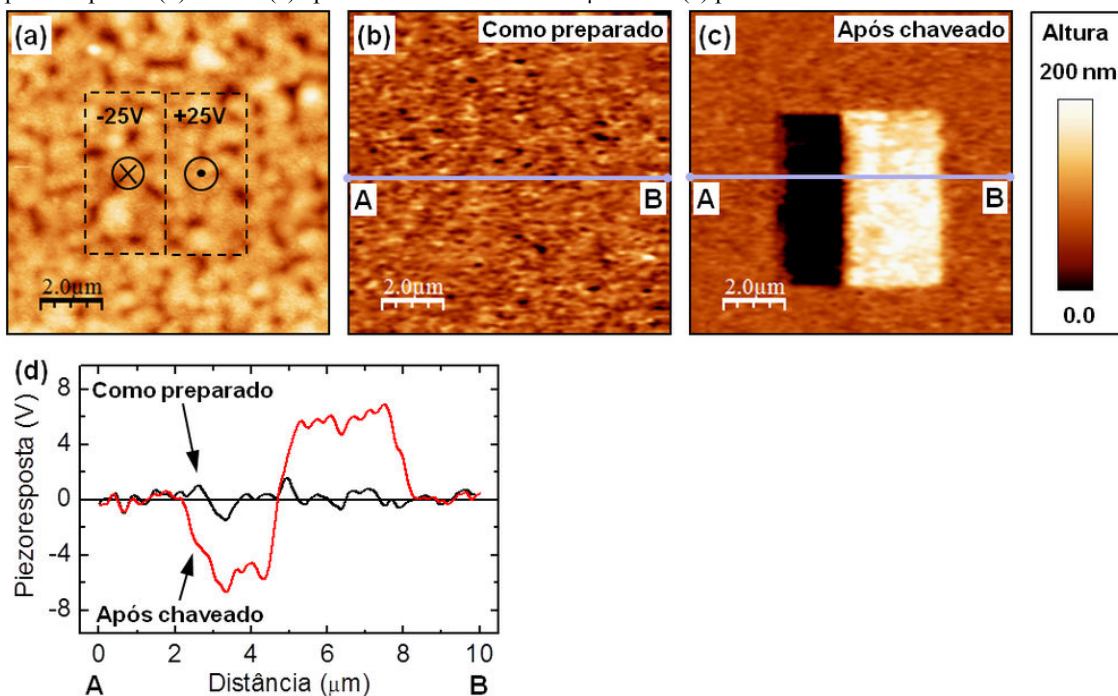 (a)
-25V +25V
2.0µm
(b) Como preparado
A B
2.0µm
(c) Após chaveado
A B
2.0µm
Altura
200 nm
0.0
(d)
Como preparado
Após chaveado
Piezoresposta (V)
8
4
0
-4
-8
0 2 4 6 8 10
A Distância (µm) B